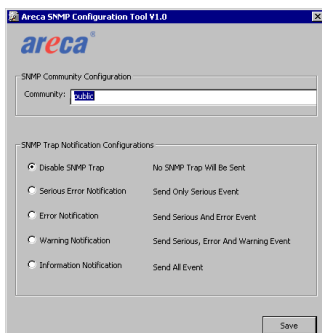 Areca SNMP Configuration Tool V1.0
areca®
SNMP Community Configuration
Community: public
SNMP Trap Notification Configurations
Disable SNMP Trap No SNMP Trap Will Be Sent
Serious Error Notification Send Only Serious Event
Error Notification Send Serious And Error Event
Warning Notification Send Serious, Error And Warning Event
Information Notification Send All Event
Save